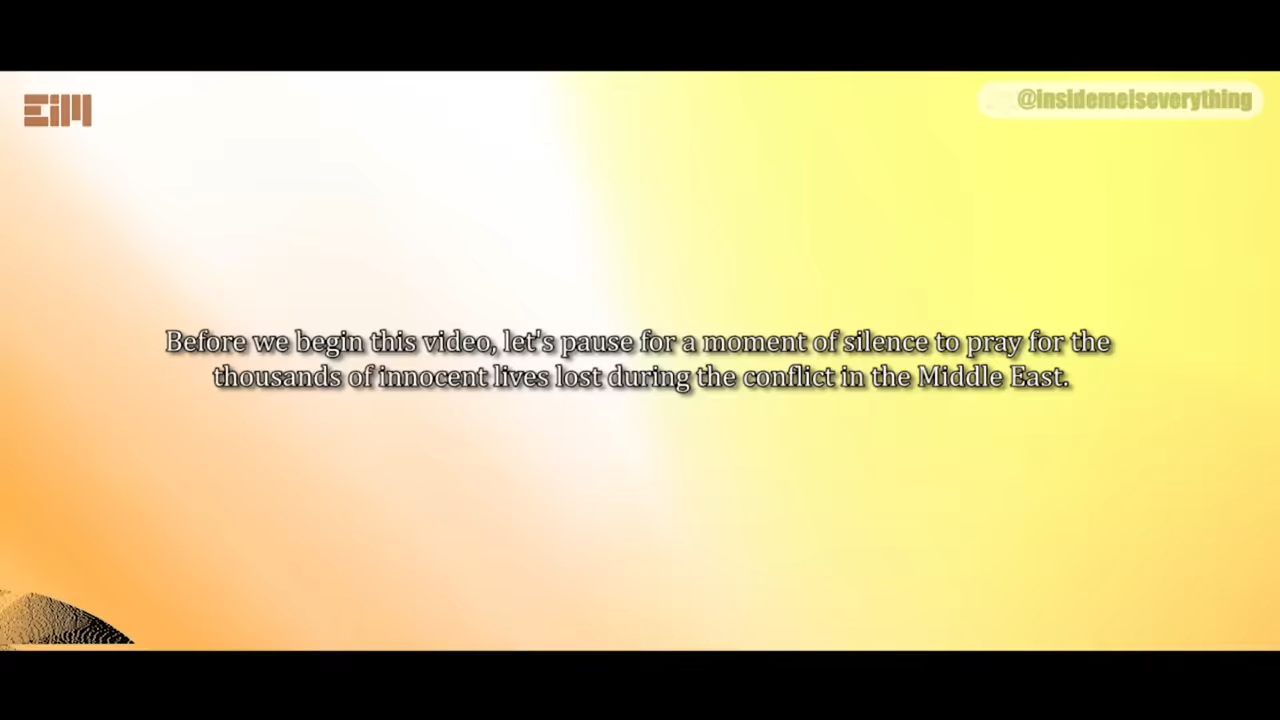 EiM
@insidemeiseverything
Before we begin this video, let's pause for a moment of silence to pray for the
thousands of innocent lives lost during the conflict in the Middle East.